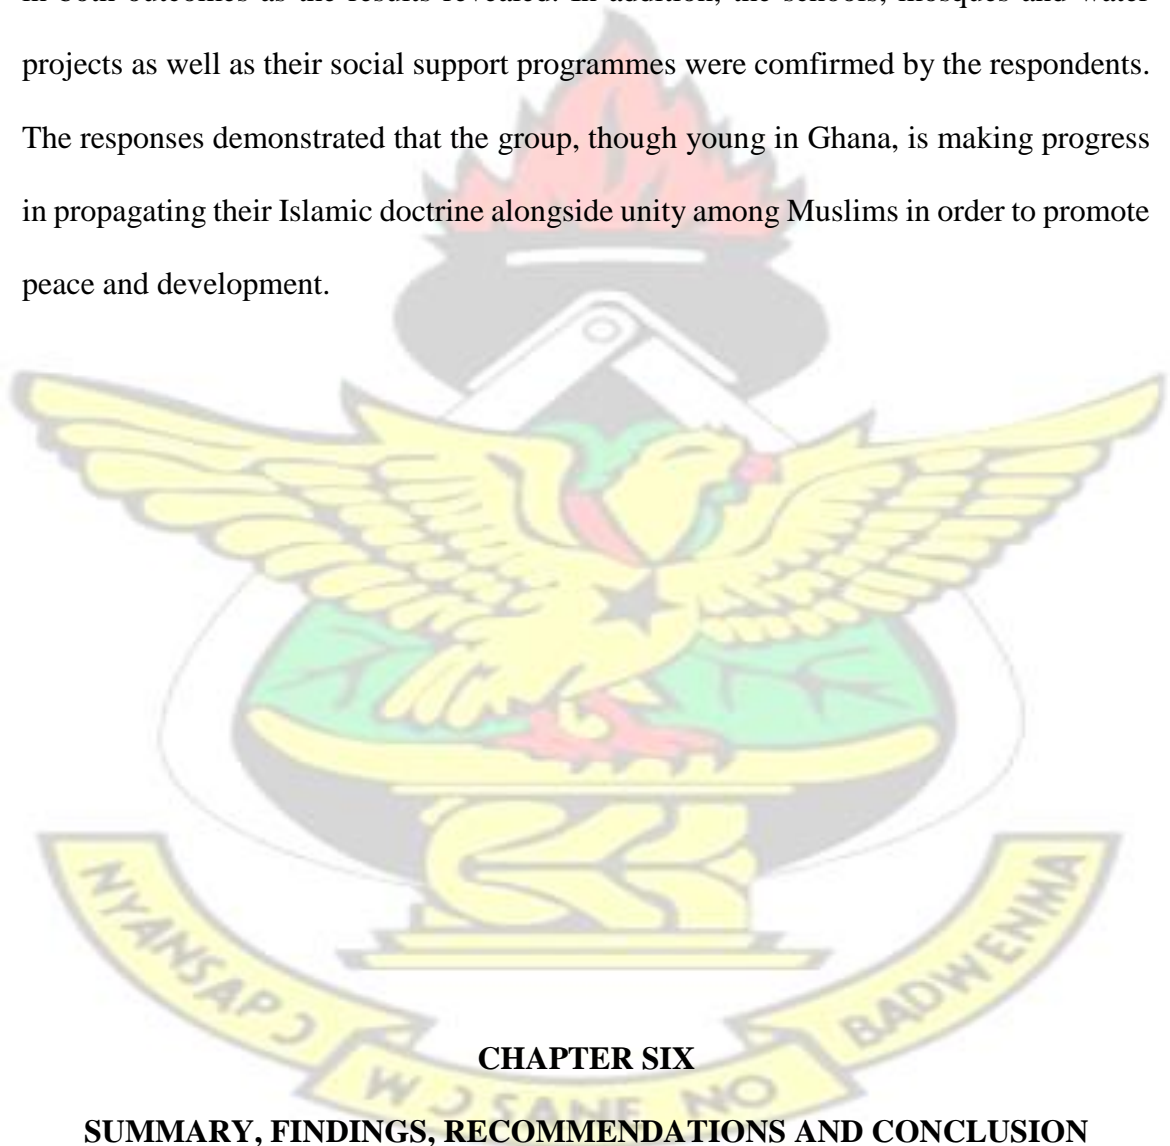 in both outcomes as the results revealed. In addition, the schools, mosques and water
projects as well as their social support programmes were comfirmed by the respondents.
The responses demonstrated that the group, though young in Ghana, is making progress
in propagating their Islamic doctrine alongside unity among Muslims in order to promote
peace and development.
NYANSAPƆ
WƆSANE NO
BADWENMA
CHAPTER SIX
SUMMARY, FINDINGS, RECOMMENDATIONS AND CONCLUSION